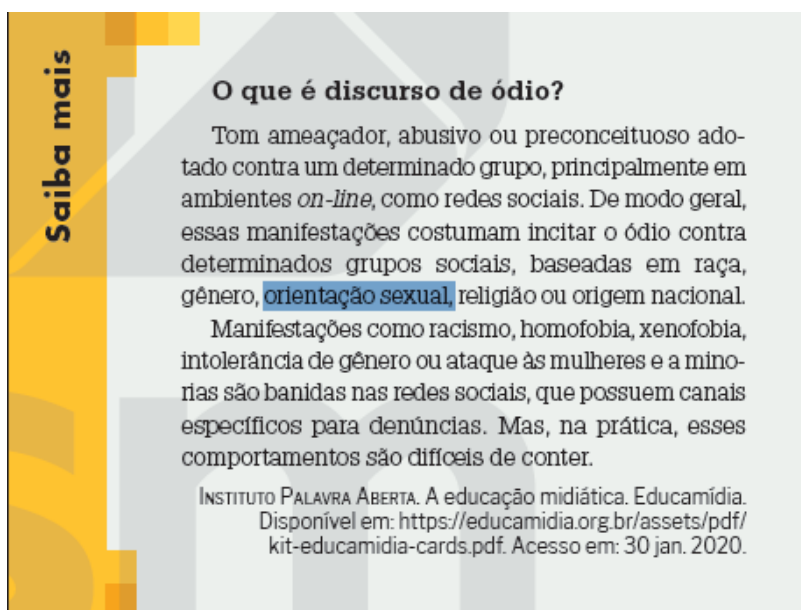 Saiba mais
O que é discurso de ódio?
Tom ameaçador, abusivo ou preconceituoso ado-
tado contra um determinado grupo, principalmente em
ambientes on-line, como redes sociais. De modo geral,
essas manifestações costumam incitar o ódio contra
determinados grupos sociais, baseadas em raça,
gênero, orientação sexual, religião ou origem nacional.
Manifestações como racismo, homofobia, xenofobia,
intolerância de gênero ou ataque às mulheres e a mino-
rias são banidas nas redes sociais, que possuem canais
específicos para denúncias. Mas, na prática, esses
comportamentos são difíceis de conter.
INSTITUTO PALAVRA ABERTA. A educação midiática. Educamídia.
Disponível em: https://educamidia.org.br/assets/pdf/
kit-educamidia-cards.pdf. Acesso em: 30 jan. 2020.
sm